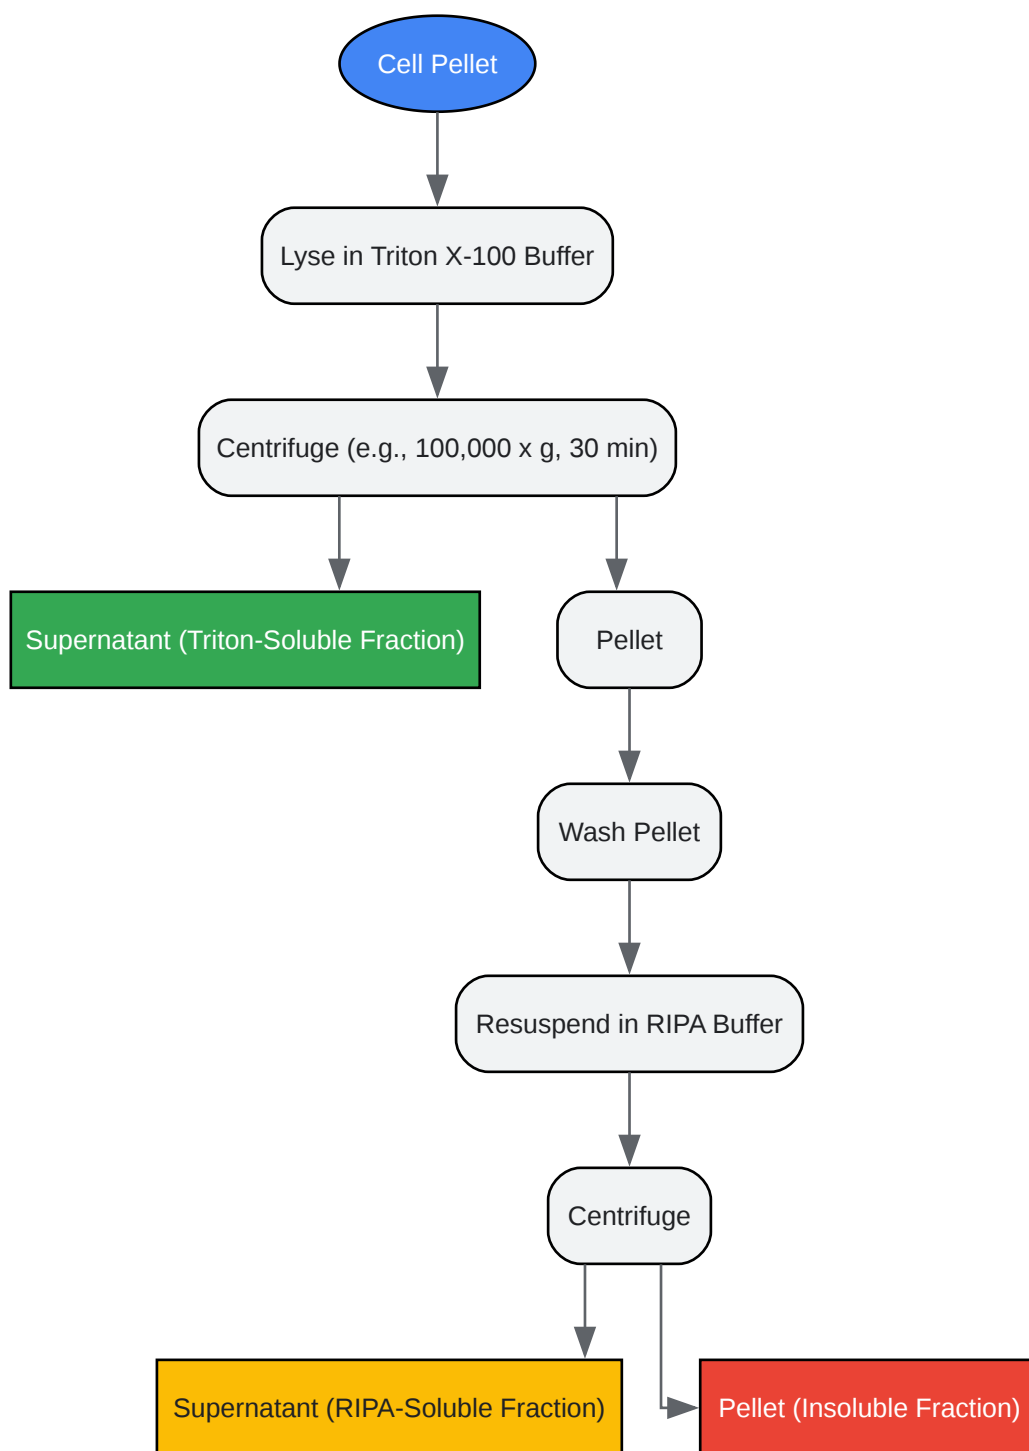 Cell Pellet
Lyse in Triton X-100 Buffer
Centrifuge (e.g., 100,000 x g, 30 min)
Supernatant (Triton-Soluble Fraction)
Pellet
Wash Pellet
Resuspend in RIPA Buffer
Centrifuge
Supernatant (RIPA-Soluble Fraction)
Pellet (Insoluble Fraction)